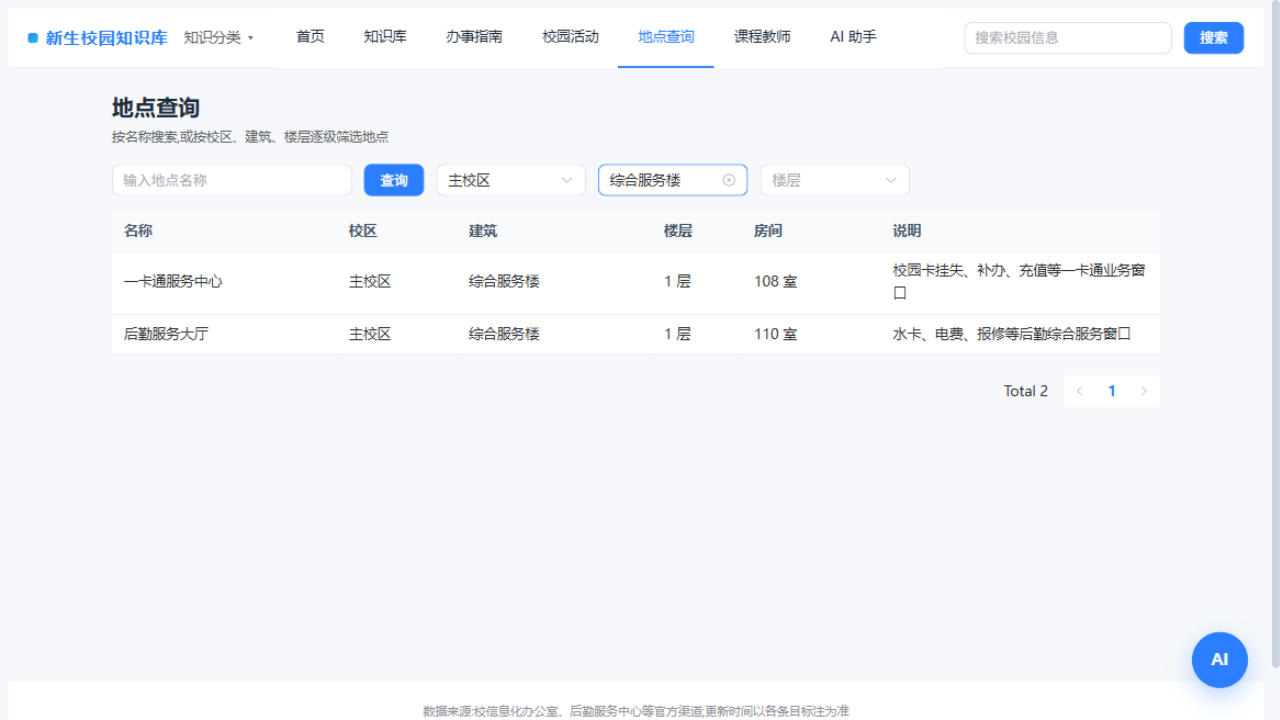 新生校园知识库 知识分类 首页 知识库 办事指南 校园活动 地点查询 课程教师 AI 助手 搜索校园信息 搜索
地点查询
按名称搜索,或按校区、建筑、楼层逐级筛选地点
输入地点名称 查询 主校区 综合服务楼 楼层
名称 校区 建筑 楼层 房间 说明
一卡通服务中心 主校区 综合服务楼 1 层 108 室 校园卡挂失、补办、充值等一卡通业务窗
口
后勤服务大厅 主校区 综合服务楼 1 层 110 室 水卡、电费、报修等后勤综合服务窗口
Total 2 1
AI
数据来源:校信息化办公室、后勤服务中心等官方渠道;更新时间以各条目标注为准